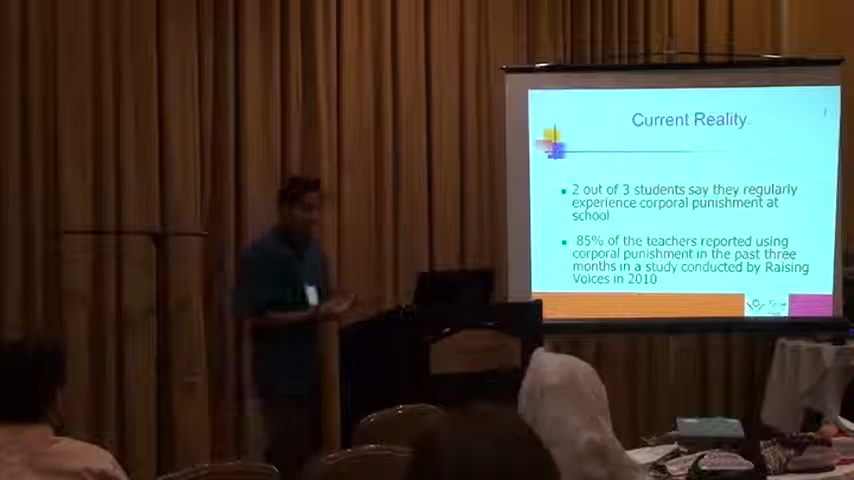 Current Reality.
▪ 2 out of 3 students say they regularly
experience corporal punishment at
school
▪ 85% of the teachers reported using
corporal punishment in the past three
months in a study conducted by Raising
Voices in 2010